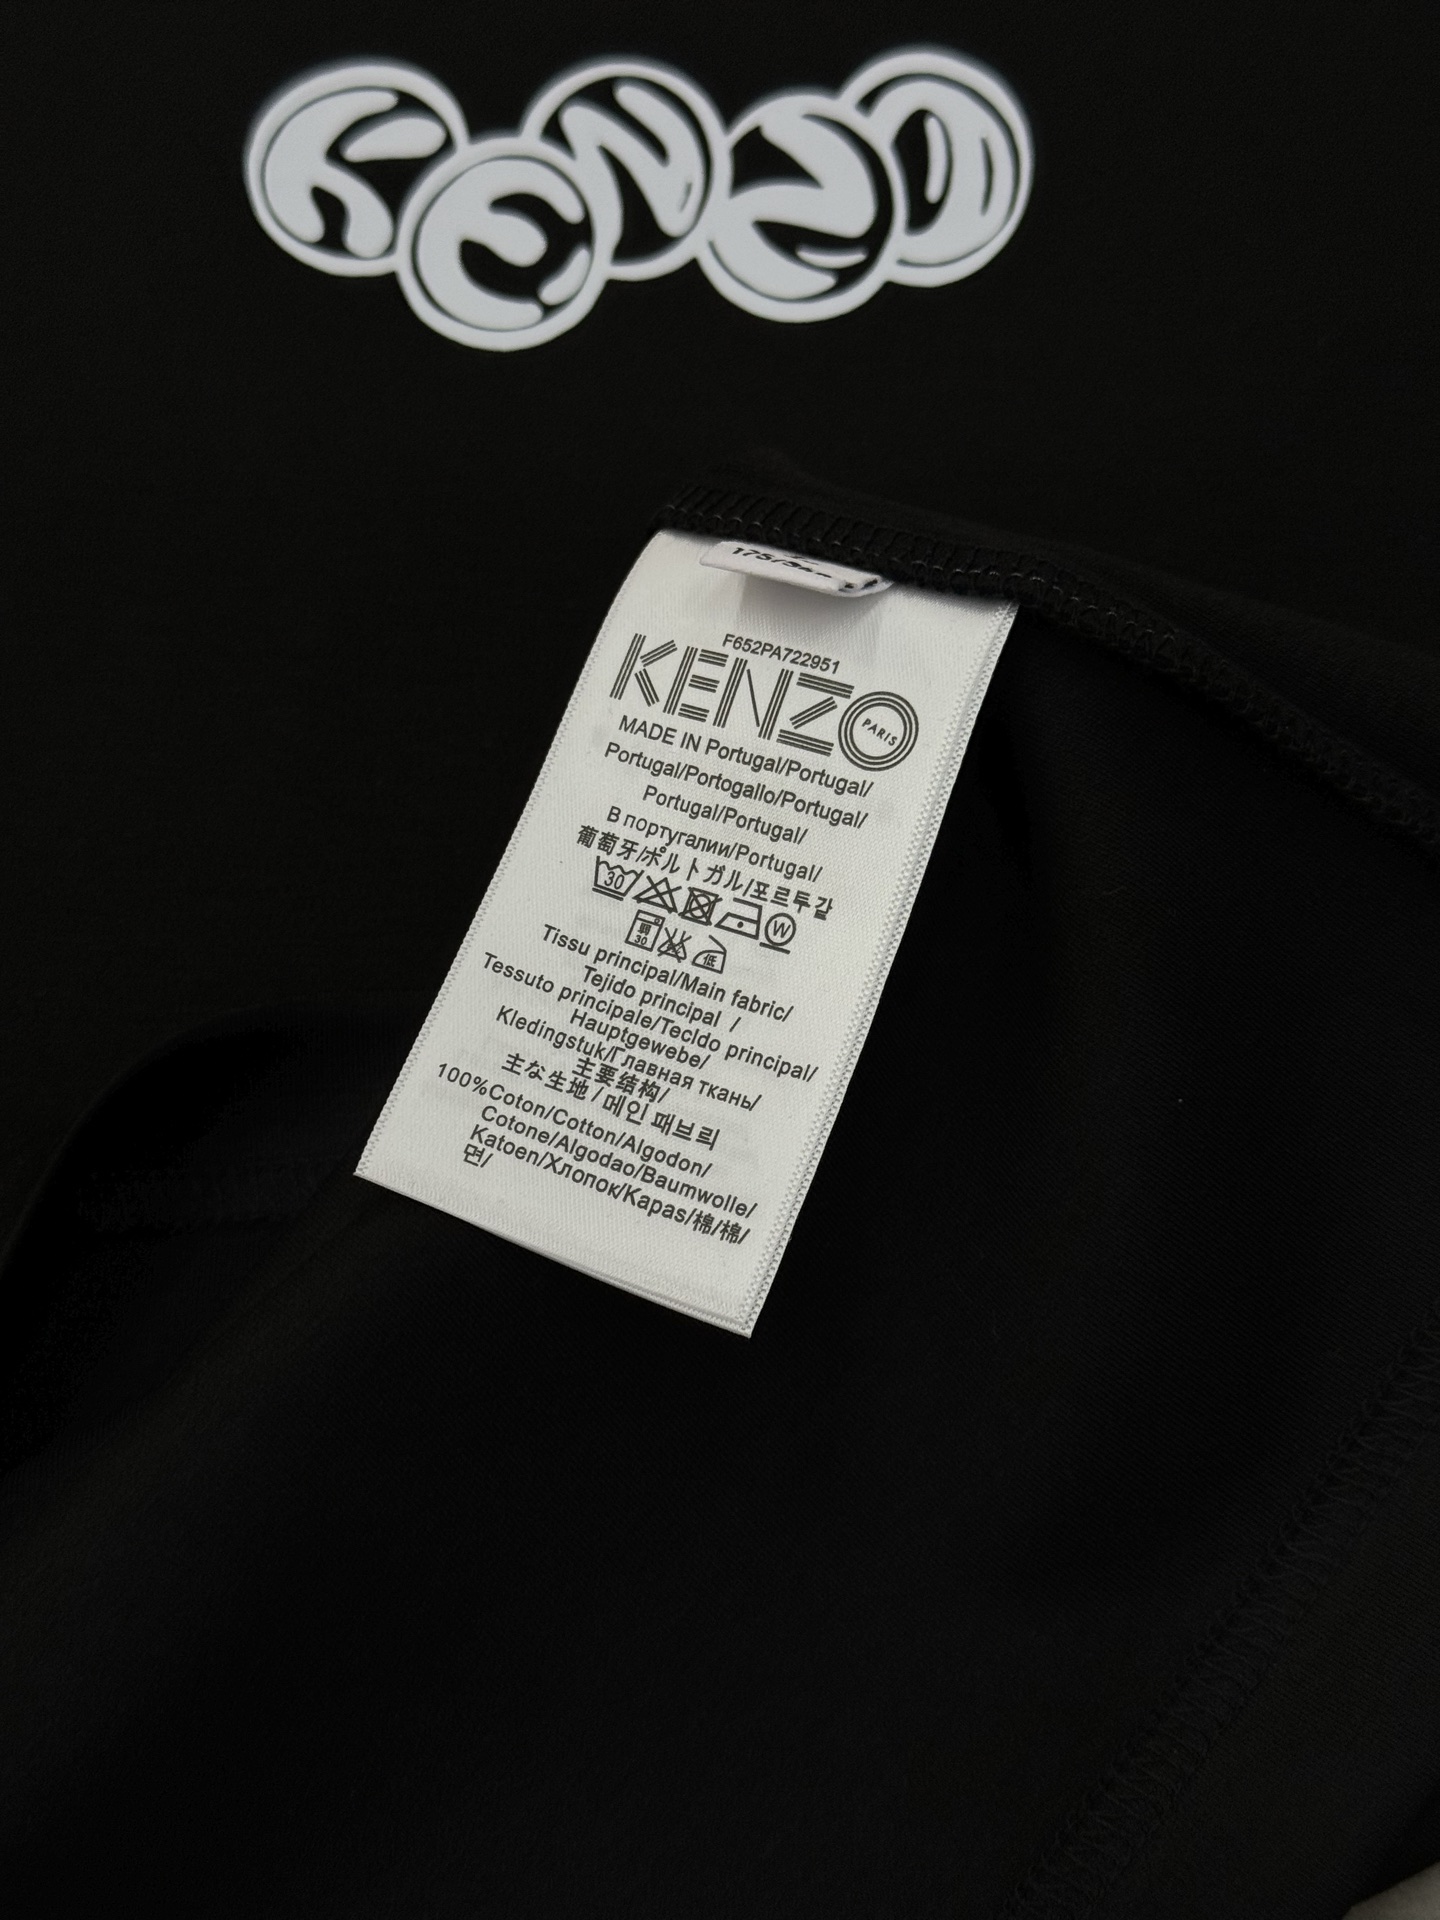 KENZO
F652PA722951
KENZO
PARIS
MADE IN Portugal/Portugal/
Portugal/Portogallo/Portugal/
Portugal/Portugal/
В португалии/Portugal/
葡萄牙/ポルトガル/포르투갈
30
W
弱
30
低
Tissu principal/Main fabric/
Tejido principal /
Tessuto principale/Tecldo principal/
Hauptgewebe/
Kledingstuk/Главная ткань/
主要结构/
主な生地/메인 패브릭
100%Coton/Cotton/Algodon/
Cotone/Algodao/Baumwolle/
Katoen/Хлопок/Kapas/棉/棉/
면/